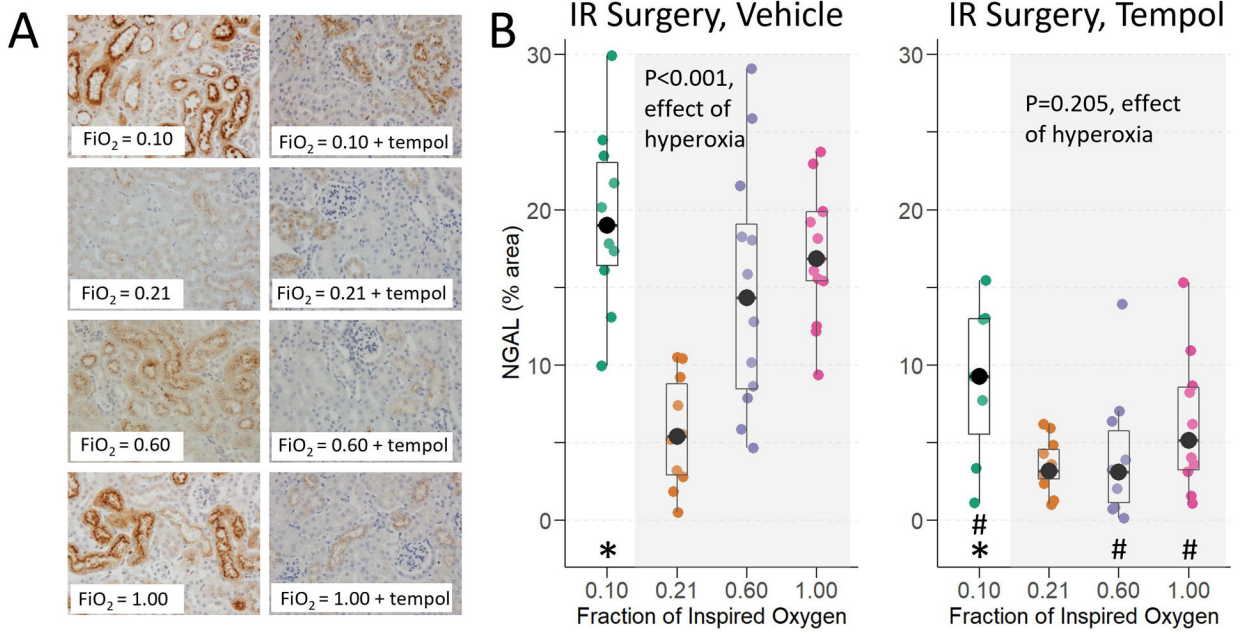 A
FiO₂ = 0.10
FiO₂ = 0.10 + tempol
FiO₂ = 0.21
FiO₂ = 0.21 + tempol
FiO₂ = 0.60
FiO₂ = 0.60 + tempol
FiO₂ = 1.00
FiO₂ = 1.00 + tempol
B
IR Surgery, Vehicle
NGAL (% area)
30
20
10
0
P<0.001,
effect of
hyperoxia
*
0.10 0.21 0.60 1.00
Fraction of Inspired Oxygen
IR Surgery, Tempol
30
20
10
0
P=0.205, effect
of hyperoxia
# # #
*
0.10 0.21 0.60 1.00
Fraction of Inspired Oxygen